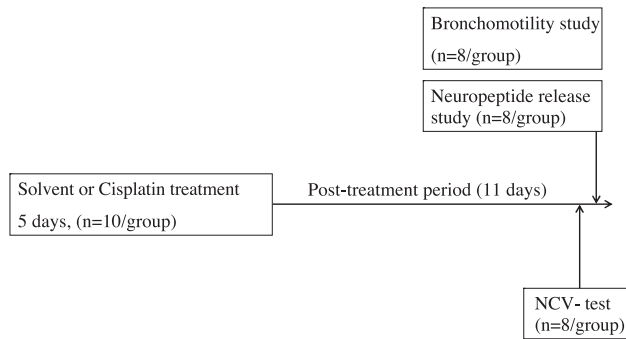 Bronchomotility study
(n=8/group)
Neuropeptide release
study (n=8/group)
Solvent or Cisplatin treatment
5 days, (n=10/group)
Post-treatment period (11 days)
NCV- test
(n=8/group)